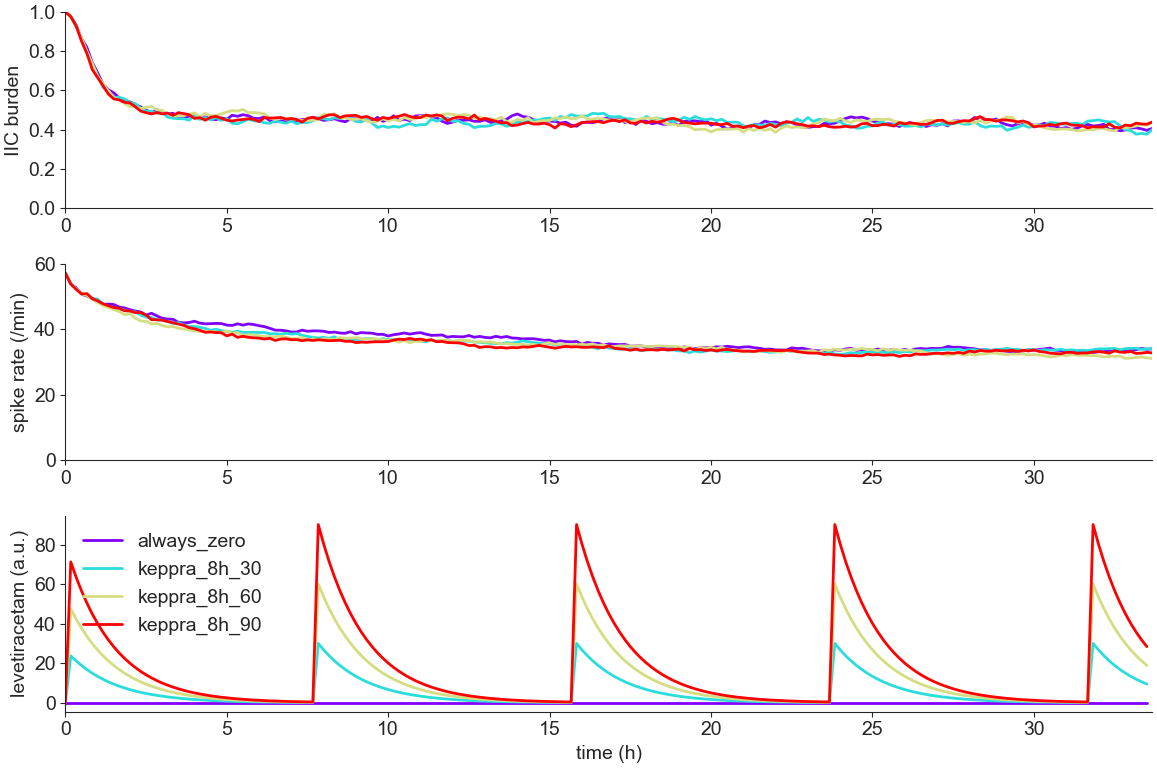 IIC burden
1.0
0.8
0.6
0.4
0.2
0.0
0 5 10 15 20 25 30
spike rate (/min)
60
40
20
0
0 5 10 15 20 25 30
levetiracetam (a.u.)
80
60
40
20
0
always_zero
keppra_8h_30
keppra_8h_60
keppra_8h_90
0 5 10 15 20 25 30
time (h)